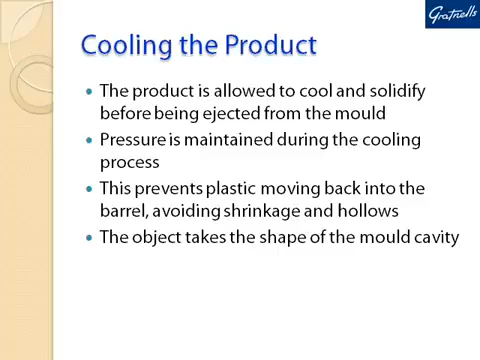 Gratnells
Cooling the Product
• The product is allowed to cool and solidify
before being ejected from the mould
• Pressure is maintained during the cooling
process
• This prevents plastic moving back into the
barrel, avoiding shrinkage and hollows
• The object takes the shape of the mould cavity